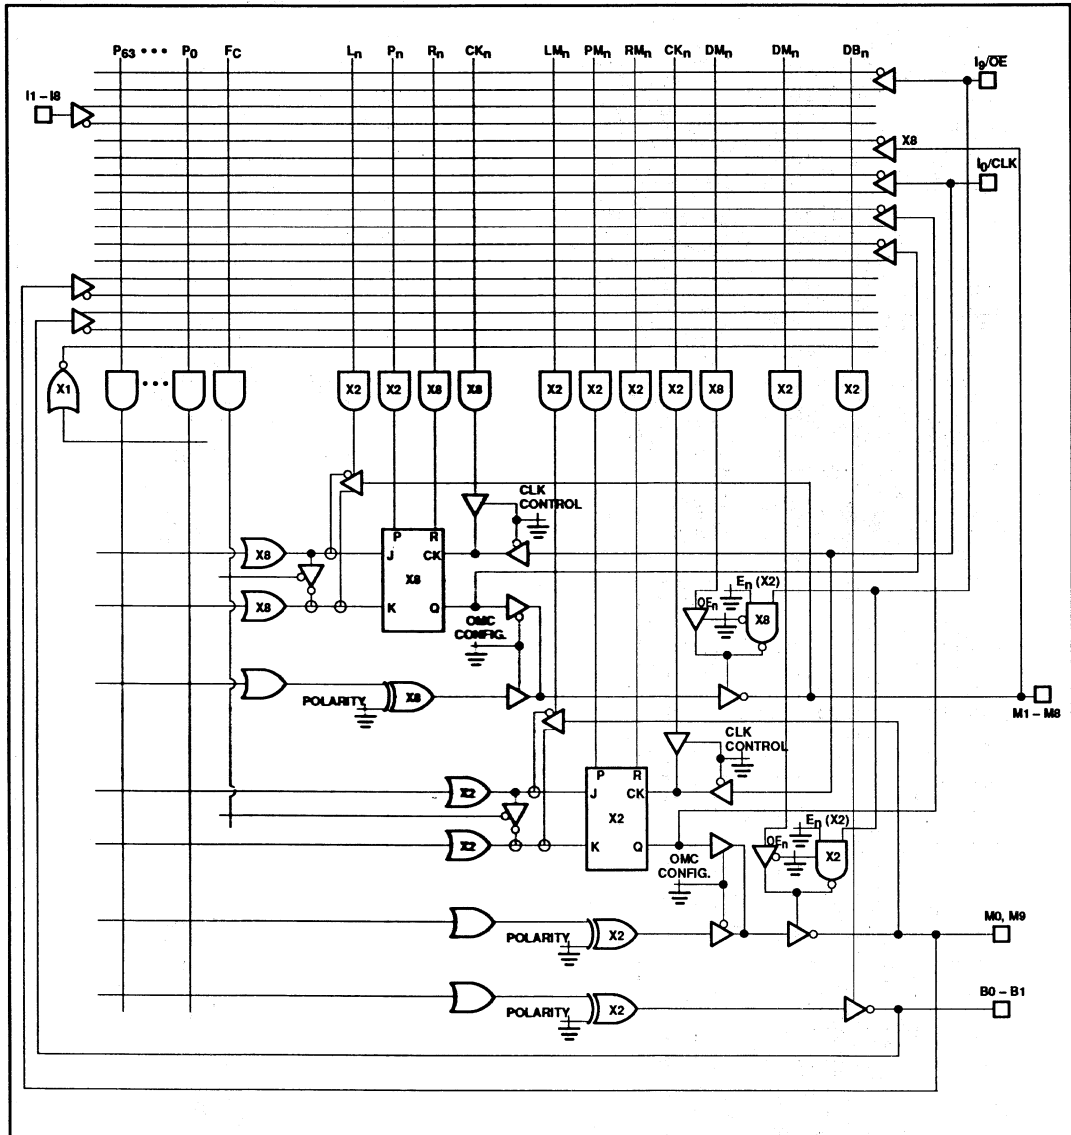 P63 ••• P0 FC Ln Pn Rn CKn LMn PMn RMn CKn DMn DMn DBn
I9/OE
I1 – I8
X8
I0/CLK
X1 ••• X2 X2 X8 X8 X2 X2 X2 X2 X8 X2 X2
CLK
CONTROL
P R
X8 J CK
X8
En (X2)
X8 K Q
OEn X8
OMC
CONFIG.
POLARITY X8
M1 – M8
CLK
CONTROL
P R
X2 J CK
X2
En (X2)
X2 K Q
OEn X2
OMC
CONFIG.
M0, M9
POLARITY X2
B0 – B1
POLARITY X2